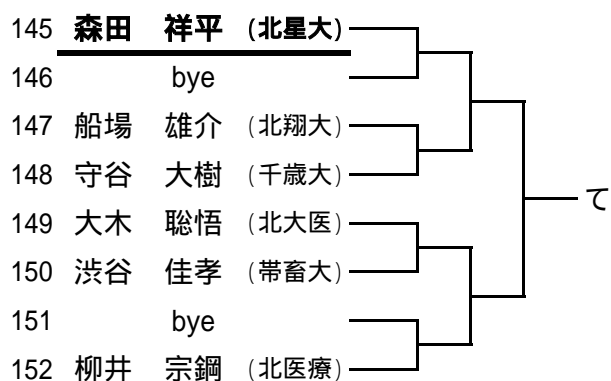 145 森田 祥平 (北星大)
146 bye
147 船場 雄介 (北翔大)
148 守谷 大樹 (千歳大)
て
149 大木 聡悟 (北大医)
150 渋谷 佳孝 (帯畜大)
151 bye
152 柳井 宗鋼 (北医療)